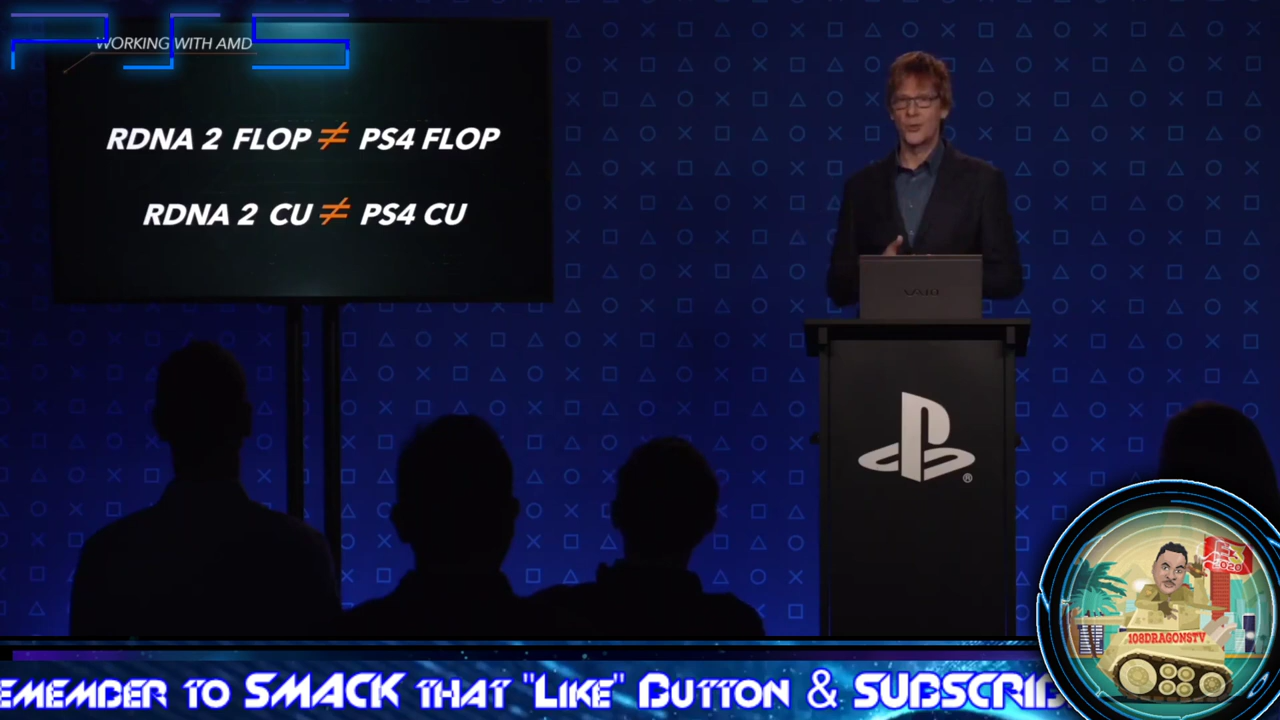 WORKING WITH AMD
RDNA 2 FLOP ≠ PS4 FLOP
RDNA 2 CU ≠ PS4 CU
VAIO
2020
108DRAGONSTV
EMEMBER TO SMACK THAT "LIKE" BUTTON & SUBSCRIB